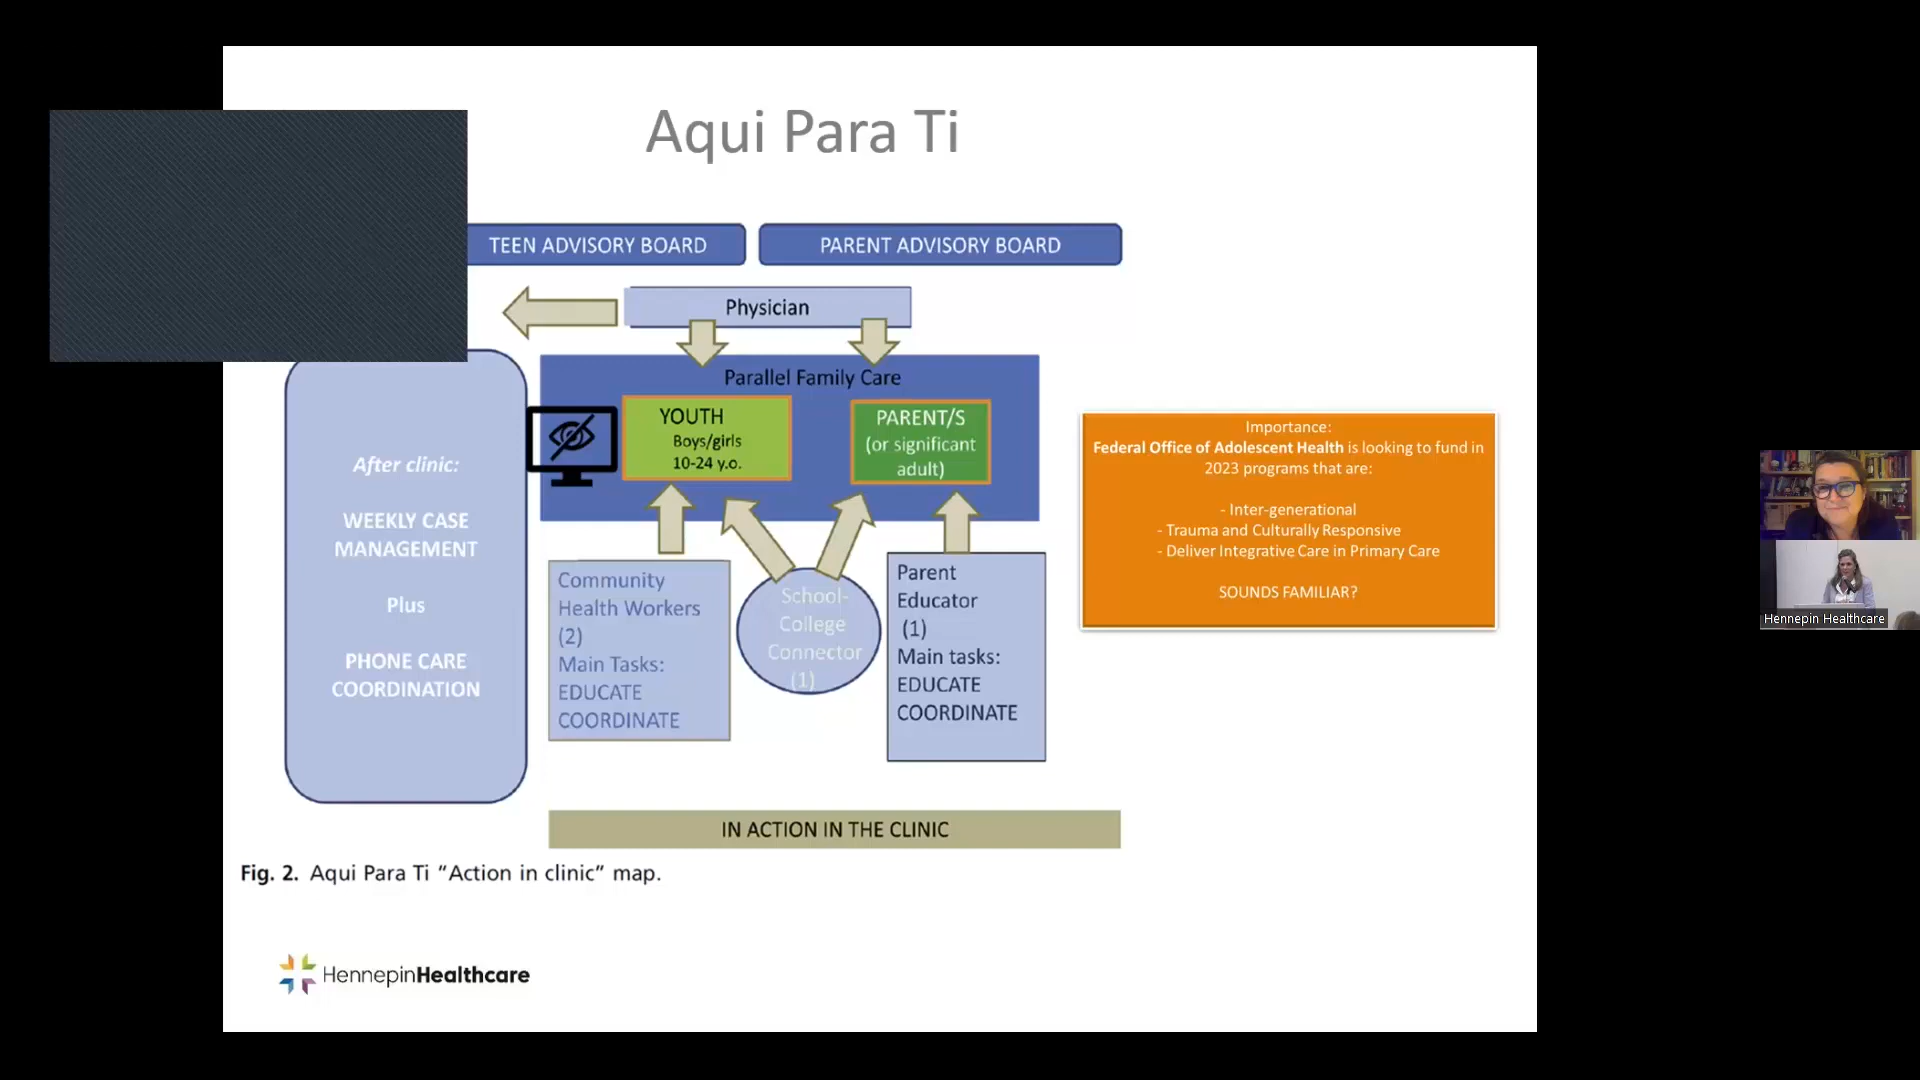 Aqui Para Ti
TEEN ADVISORY BOARD
PARENT ADVISORY BOARD
Physician
Parallel Family Care
YOUTH
Boys/girls
10-24 y.o.
PARENT/S
(or significant
adult)
After clinic:
WEEKLY CASE
MANAGEMENT
Plus
PHONE CARE
COORDINATION
Community
Health Workers
(2)
Main Tasks:
EDUCATE
COORDINATE
School-
College
Connector
(1)
Parent
Educator
(1)
Main tasks:
EDUCATE
COORDINATE
Importance:
Federal Office of Adolescent Health is looking to fund in
2023 programs that are:
- Inter-generational
- Trauma and Culturally Responsive
- Deliver Integrative Care in Primary Care
SOUNDS FAMILIAR?
IN ACTION IN THE CLINIC
Fig. 2. Aqui Para Ti “Action in clinic” map.
HennepinHealthcare
Hennepin Healthcare